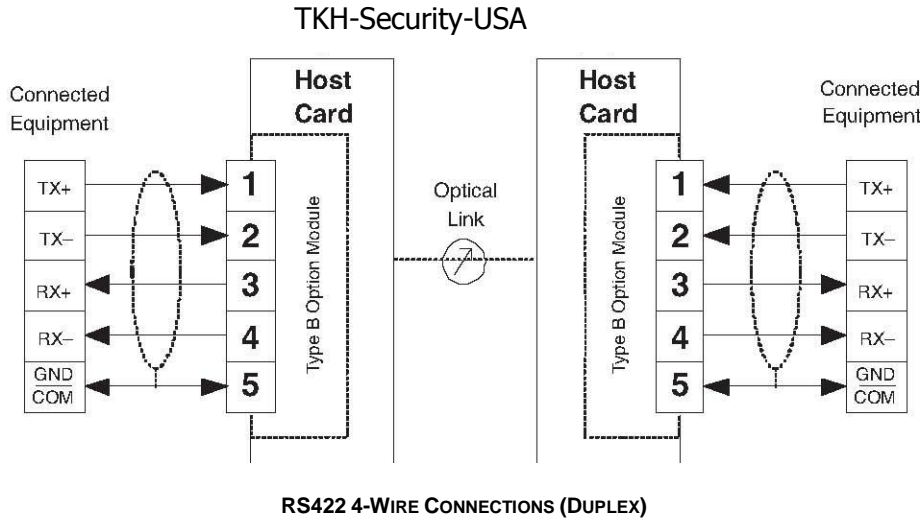 TKH-Security-USA
Connected
Equipment
TX+
TX–
RX+
RX–
GND
COM
1
2
3
4
5
Host
Card
Type B Option Module
Optical
Link
Host
Card
Type B Option Module
1
2
3
4
5
Connected
Equipment
TX+
TX–
RX+
RX–
GND
COM
RS422 4-WIRE CONNECTIONS (DUPLEX)